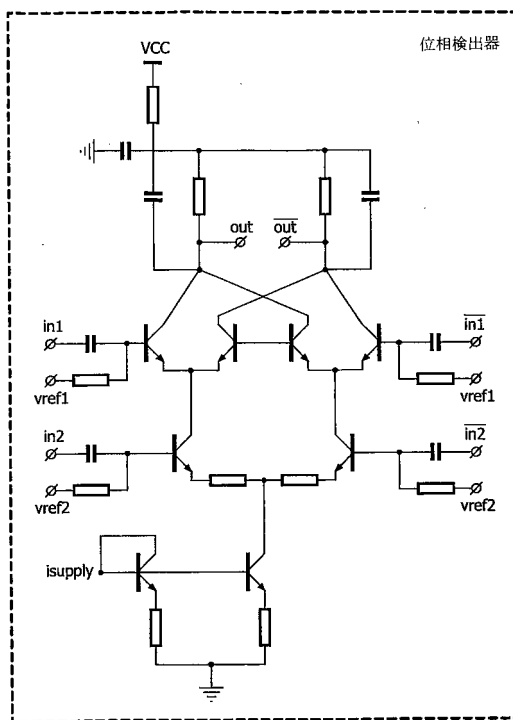 位相検出器
VCC
out
out
in1
in1
vref1
vref1
in2
in2
vref2
vref2
isupply